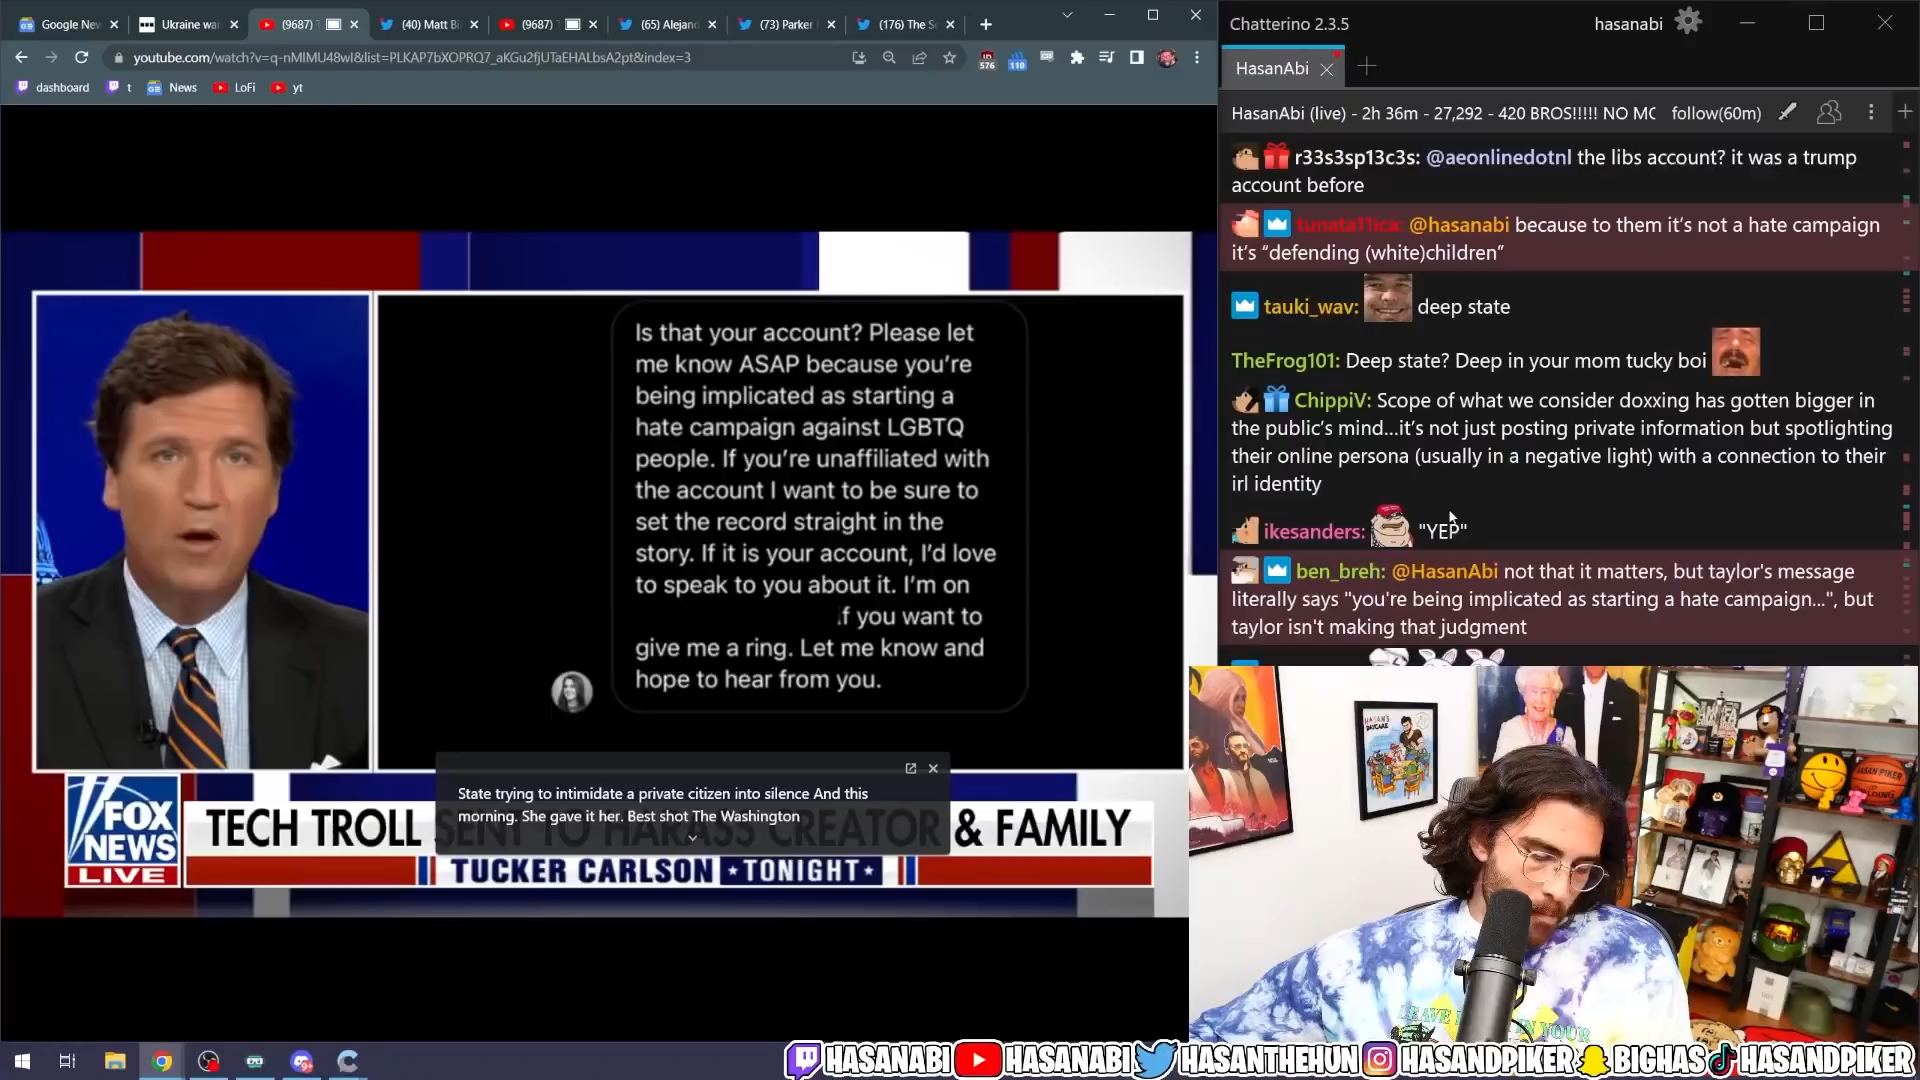 Google New
Ukraine war
(9687)
(40) Matt B
(9687)
(65) Alejand
(73) Parker
(176) The S
youtube.com/watch?v=q-nMIMU48wI&list=PLKAP7bXOPRQ7_aKGu2fjUTaEHALbsA2pt&index=3
576
110
dashboard
t
News
LoFi
yt
Is that your account? Please let
me know ASAP because you're
being implicated as starting a
hate campaign against LGBTQ
people. If you're unaffiliated with
the account I want to be sure to
set the record straight in the
story. If it is your account, I'd love
to speak to you about it. I'm on
if you want to
give me a ring. Let me know and
hope to hear from you.
State trying to intimidate a private citizen into silence And this
morning. She gave it her. Best shot The Washington
FOX
NEWS
LIVE
TECH TROLL SENT TO HARASS CREATOR & FAMILY
TUCKER CARLSON TONIGHT
Chatterino 2.3.5
hasanabi
HasanAbi
HasanAbi (live) - 2h 36m - 27,292 - 420 BROS!!!!! NO MC
follow(60m)
r33s3sp13c3s: @aeonlinedotnl the libs account? it was a trump
account before
tunata11ica: @hasanabi because to them it's not a hate campaign
it's "defending (white)children"
tauki_wav: deep state
TheFrog101: Deep state? Deep in your mom tucky boi
ChippiV: Scope of what we consider doxxing has gotten bigger in
the public's mind...it's not just posting private information but spotlighting
their online persona (usually in a negative light) with a connection to their
irl identity
ikesanders: "YEP"
ben_breh: @HasanAbi not that it matters, but taylor's message
literally says "you're being implicated as starting a hate campaign...", but
taylor isn't making that judgment
HASAN'S
DAYCARE
HASAN PIKER
HASANABI
HASANABI
HASANTHEHUN
HASANDPIKER
BIGHAS
HASANDPIKER